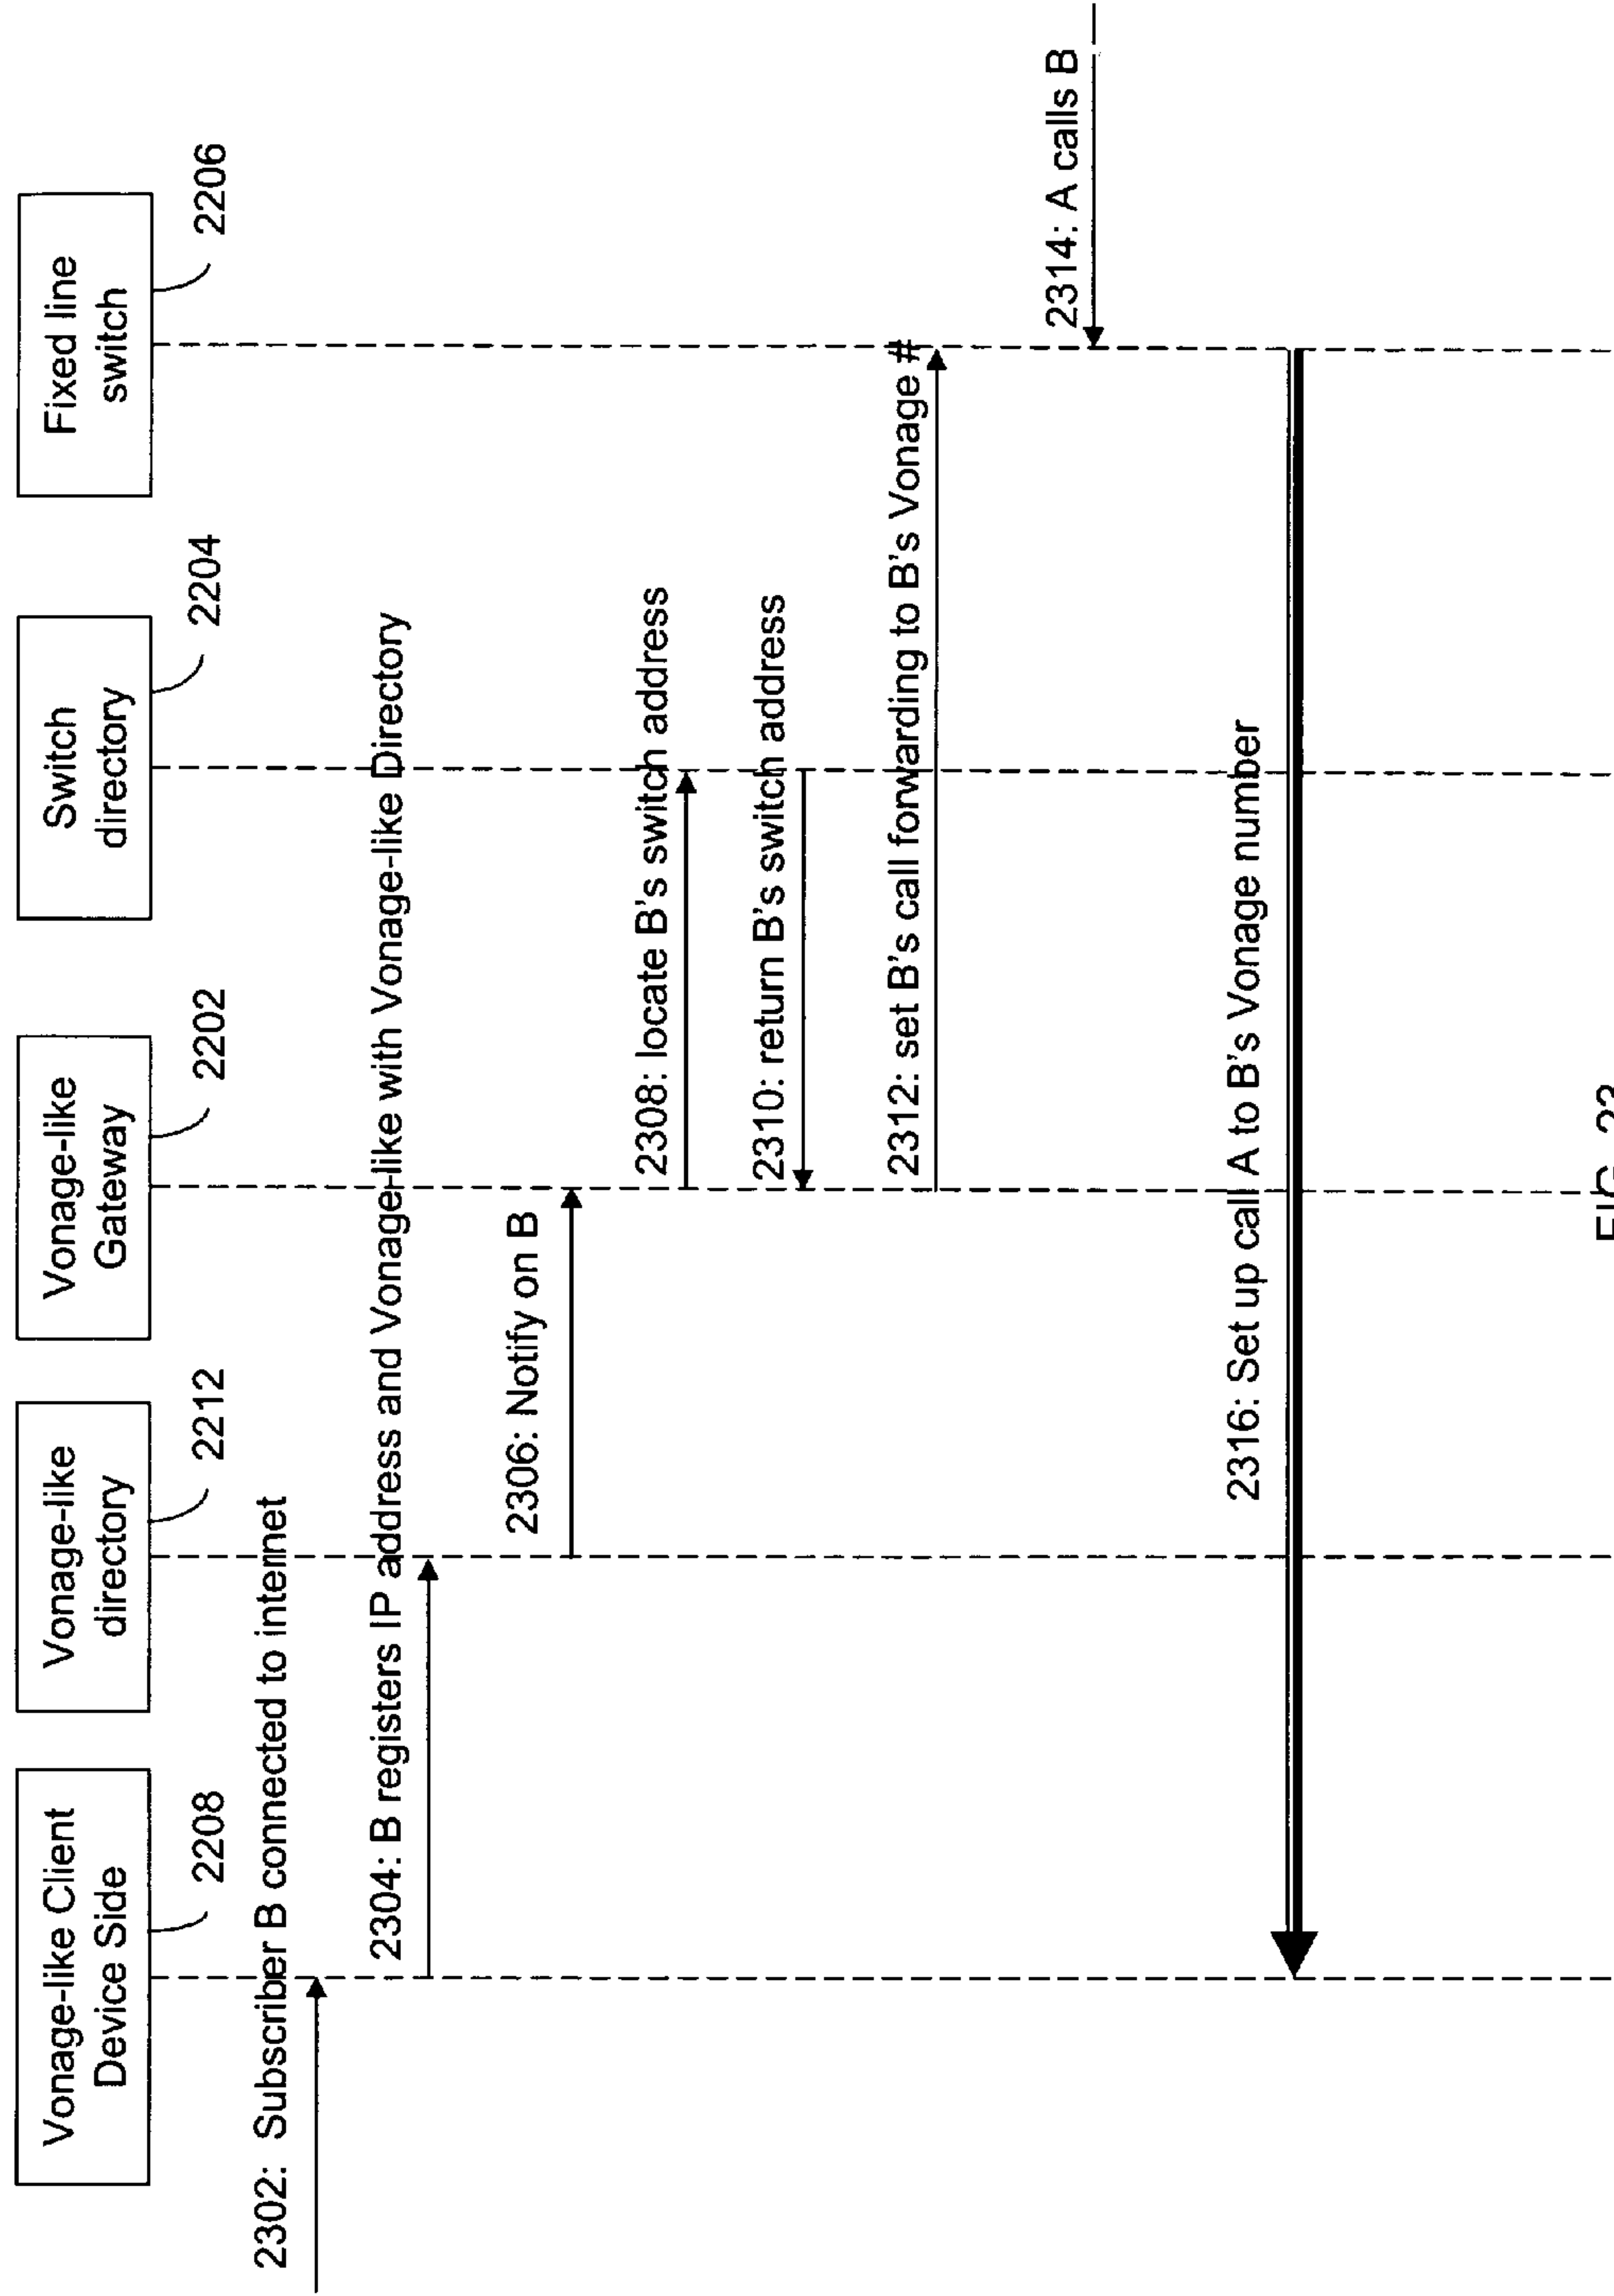 Vonage-like Client
Device Side
2208
Vonage-like
directory
2212
Vonage-like
Gateway
2202
Switch
directory
2204
Fixed line
switch
2206
2302: Subscriber B connected to internet
2304: B registers IP address and Vonage-like with Vonage-like Directory
2306: Notify on B
2308: locate B's switch address
2310: return B's switch address
2312: set B's call forwarding to B's Vonage #
2314: A calls B
2316: Set up call A to B's Vonage number
FIG. 23